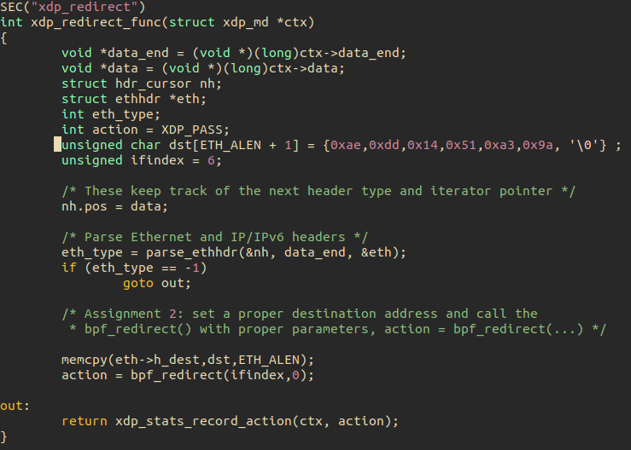 SEC("xdp_redirect")
int xdp_redirect_func(struct xdp_md *ctx)
{
        void *data_end = (void *)(long)ctx->data_end;
        void *data = (void *)(long)ctx->data;
        struct hdr_cursor nh;
        struct ethhdr *eth;
        int eth_type;
        int action = XDP_PASS;
        unsigned char dst[ETH_ALEN + 1] = {0xae,0xdd,0x14,0x51,0xa3,0x9a, '\0'} ;
        unsigned ifindex = 6;

        /* These keep track of the next header type and iterator pointer */
        nh.pos = data;

        /* Parse Ethernet and IP/IPv6 headers */
        eth_type = parse_ethhdr(&nh, data_end, &eth);
        if (eth_type == -1)
                goto out;

        /* Assignment 2: set a proper destination address and call the
         * bpf_redirect() with proper parameters, action = bpf_redirect(...) */

        memcpy(eth->h_dest,dst,ETH_ALEN);
        action = bpf_redirect(ifindex,0);

out:
        return xdp_stats_record_action(ctx, action);
}